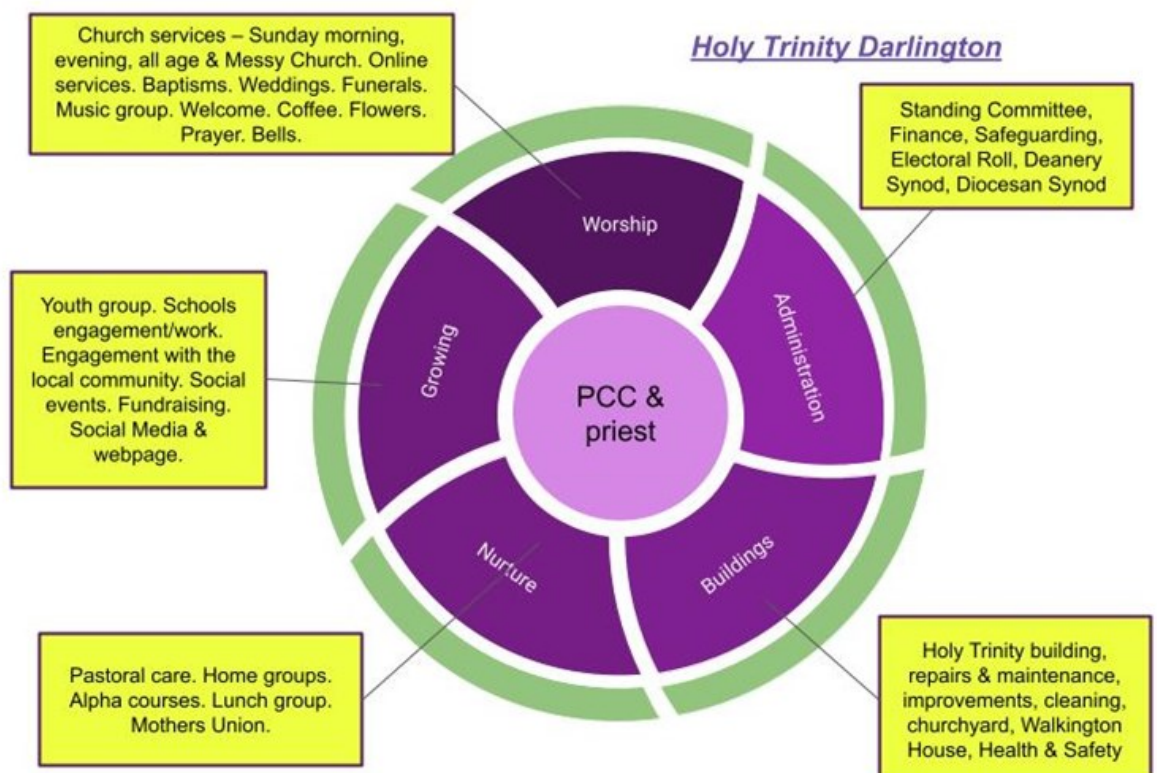 Holy Trinity Darlington
Church services – Sunday morning,
evening, all age & Messy Church. Online
services. Baptisms. Weddings. Funerals.
Music group. Welcome. Coffee. Flowers.
Prayer. Bells.
Standing Committee,
Finance, Safeguarding,
Electoral Roll, Deanery
Synod, Diocesan Synod
Worship
Administration
Youth group. Schools
engagement/work.
Engagement with the
local community. Social
events. Fundraising.
Social Media &
webpage.
Growing
PCC &
priest
Nurture
Buildings
Pastoral care. Home groups.
Alpha courses. Lunch group.
Mothers Union.
Holy Trinity building,
repairs & maintenance,
improvements, cleaning,
churchyard, Walkington
House, Health & Safety